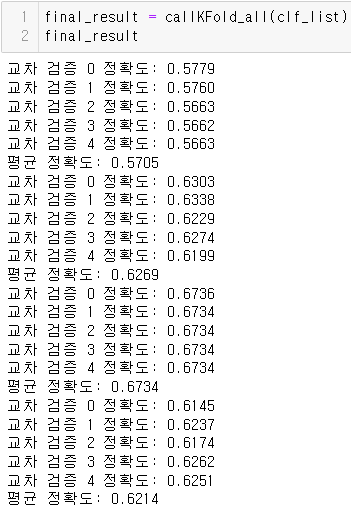 1 final_result = callKFold_all(clf_list)
2 final_result
교차 검증 0 정확도: 0.5779
교차 검증 1 정확도: 0.5760
교차 검증 2 정확도: 0.5663
교차 검증 3 정확도: 0.5662
교차 검증 4 정확도: 0.5663
평균 정확도: 0.5705
교차 검증 0 정확도: 0.6303
교차 검증 1 정확도: 0.6338
교차 검증 2 정확도: 0.6229
교차 검증 3 정확도: 0.6274
교차 검증 4 정확도: 0.6199
평균 정확도: 0.6269
교차 검증 0 정확도: 0.6736
교차 검증 1 정확도: 0.6734
교차 검증 2 정확도: 0.6734
교차 검증 3 정확도: 0.6734
교차 검증 4 정확도: 0.6734
평균 정확도: 0.6734
교차 검증 0 정확도: 0.6145
교차 검증 1 정확도: 0.6237
교차 검증 2 정확도: 0.6174
교차 검증 3 정확도: 0.6262
교차 검증 4 정확도: 0.6251
평균 정확도: 0.6214